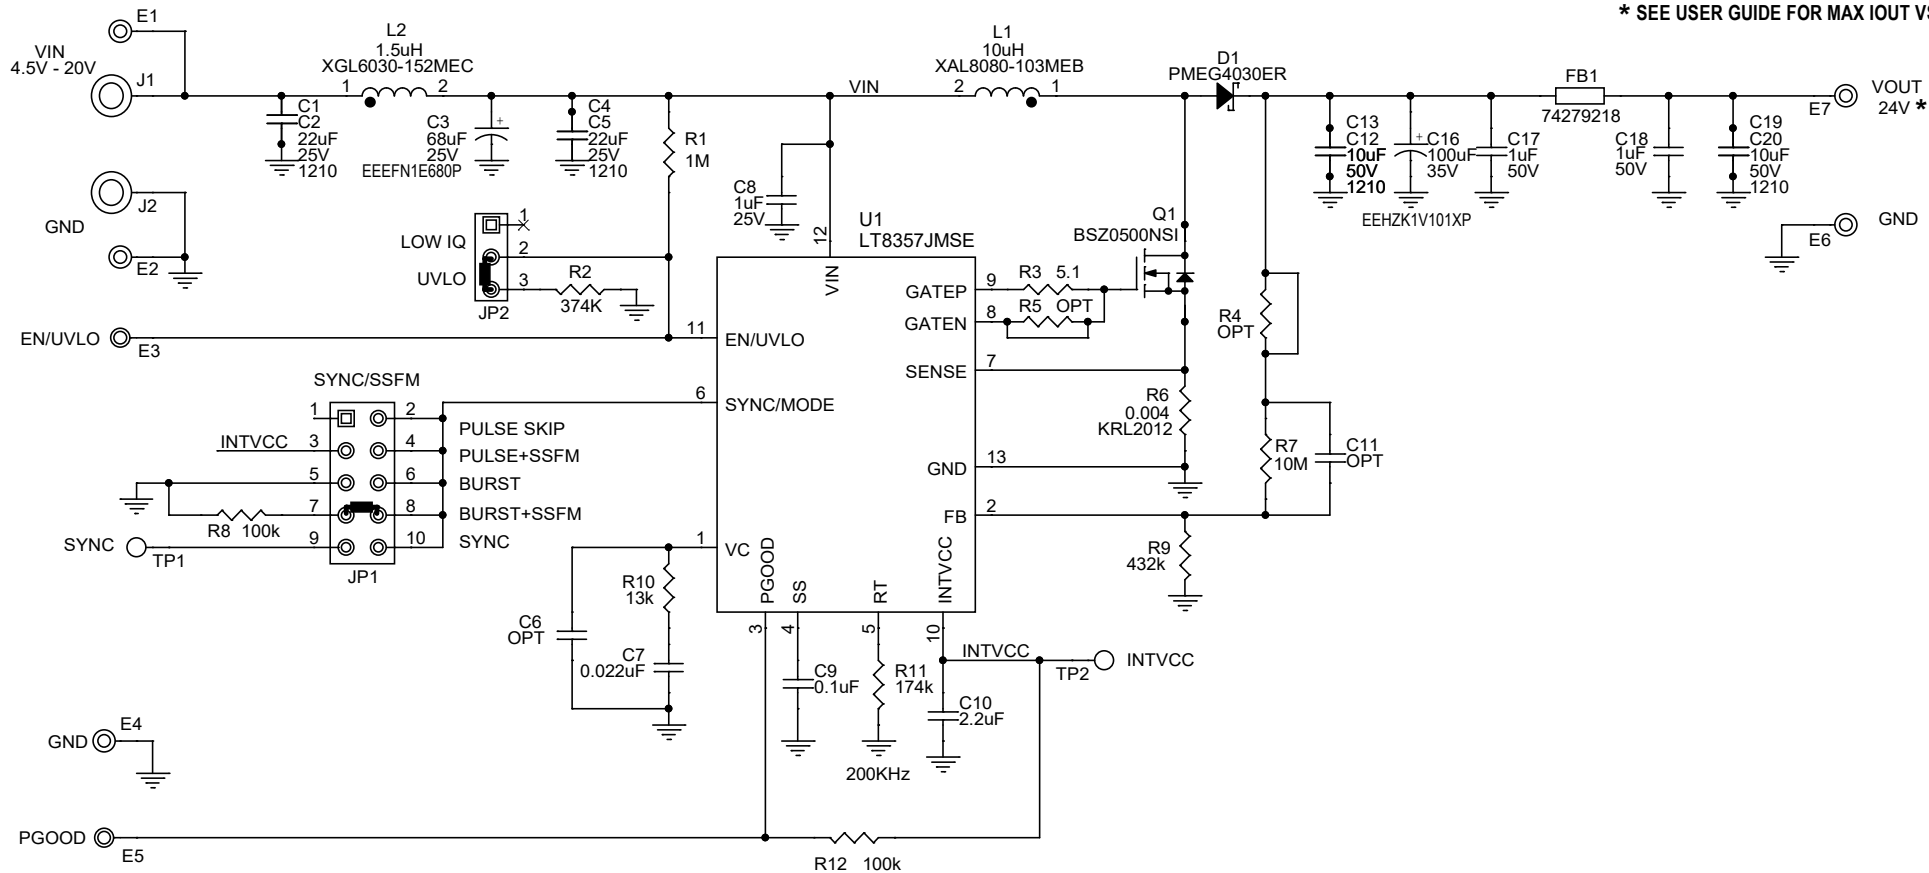 * SEE USER GUIDE FOR MAX IOUT VS
E1
VIN
4.5V - 20V
J1
L2
1.5uH
XGL6030-152MEC
1 2
C1
C2
22uF
25V
1210
C3
68uF
25V
EEEFN1E680P
+
C4
C5
22uF
25V
1210
R1
1M
VIN
L1
10uH
XAL8080-103MEB
2 1
D1
PMEG4030ER
C13
C12
10uF
50V
1210
+
C16
100uF
35V
EEHZK1V101XP
C17
1uF
50V
FB1
74279218
C18
1uF
50V
C19
C20
10uF
50V
1210
E7
VOUT
24V *
J2
GND
E2
E6
GND
C8
1uF
25V
LOW IQ
UVLO
1
2
3
JP2
R2
374K
U1
LT8357JMSE
12
VIN
Q1
BSZ0500NSI
GATEP
9
R3 5.1
GATEN
8
R5 OPT
R4
OPT
EN/UVLO
E3
11
EN/UVLO
SENSE
7
R6
0.004
KRL2012
SYNC/SSFM
6
SYNC/MODE
1 2
PULSE SKIP
INTVCC
3 4
PULSE+SSFM
5 6
BURST
7 8
BURST+SSFM
R8 100k
SYNC
TP1
9 10
SYNC
JP1
GND
13
R7
10M
C11
OPT
FB
2
R9
432k
1
VC
PGOOD
SS
RT
INTVCC
3
4
5
10
R10
13k
C6
OPT
C7
0.022uF
C9
0.1uF
R11
174k
200KHz
INTVCC
TP2
INTVCC
C10
2.2uF
GND
E4
PGOOD
E5
R12 100k